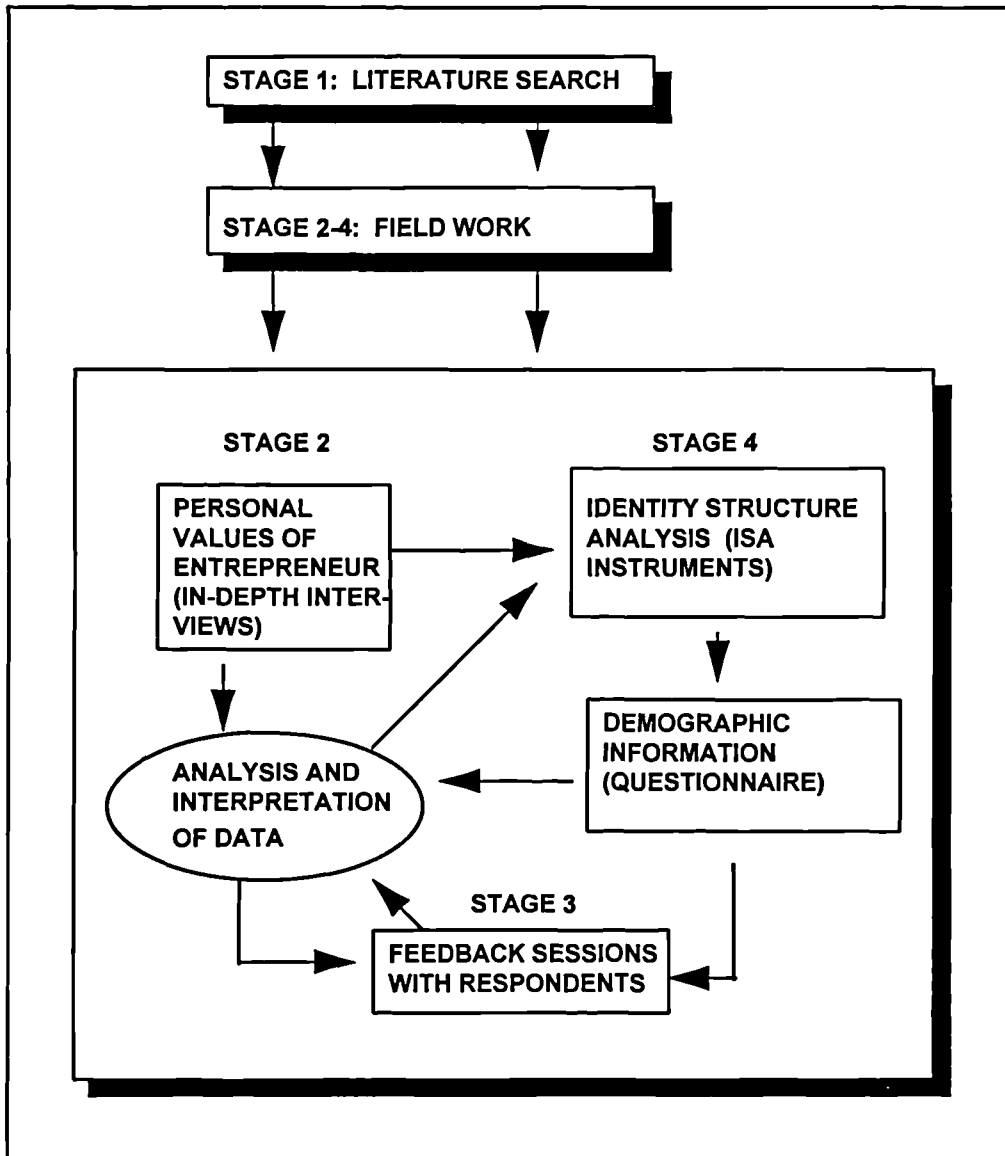 STAGE 1: LITERATURE SEARCH
STAGE 2-4: FIELD WORK
STAGE 2
PERSONAL
VALUES OF
ENTREPRENEUR
(IN-DEPTH INTER-
VIEWS)
STAGE 4
IDENTITY STRUCTURE
ANALYSIS (ISA
INSTRUMENTS)
DEMOGRAPHIC
INFORMATION
(QUESTIONNAIRE)
ANALYSIS AND
INTERPRETATION
OF DATA
STAGE 3
FEEDBACK SESSIONS
WITH RESPONDENTS